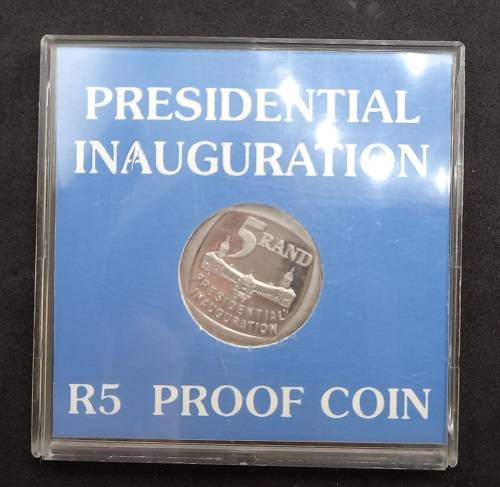 PRESIDENTIAL
INAUGURATION
5 RAND
PRESIDENTIAL
INAUGURATION
R5 PROOF COIN